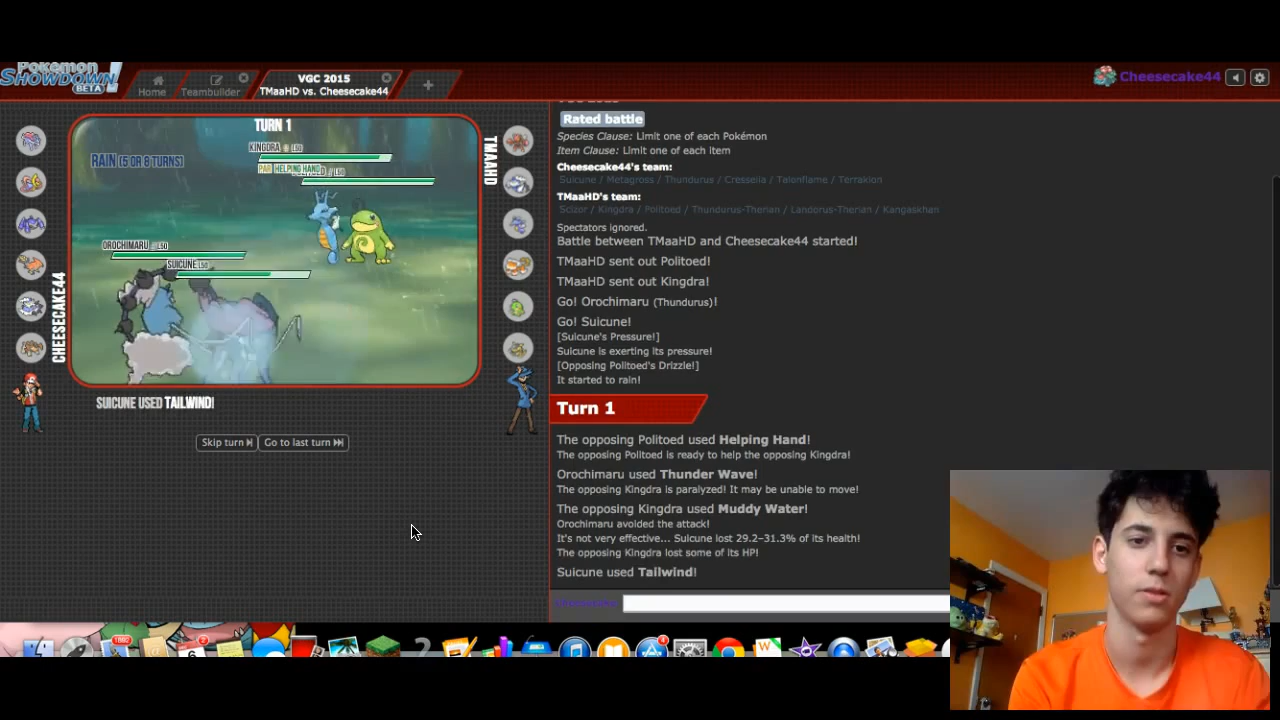 Pokémon
Showdown!
BETA
Home
Teambuilder
VGC 2015
TMaaHD vs. Cheesecake44
Cheesecake44
TURN 1
RAIN (5 OR 8 TURNS)
KINGDRA L50
PAR HELPING HAND L50
OROCHIMARU L50
SUICUNE L50
TMAAHD
CHEESECAKE44
SUICUNE USED TAILWIND!
Skip turn
Go to last turn
Rated battle
Species Clause: Limit one of each Pokémon
Item Clause: Limit one of each item
Cheesecake44's team:
Suicune / Metagross / Thundurus / Cresselia / Talonflame / Terrakion
TMaaHD's team:
Scizor / Kingdra / Politoed / Thundurus-Therian / Landorus-Therian / Kangaskhan
Spectators ignored.
Battle between TMaaHD and Cheesecake44 started!
TMaaHD sent out Politoed!
TMaaHD sent out Kingdra!
Go! Orochimaru (Thundurus)!
Go! Suicune!
[Suicune's Pressure!]
Suicune is exerting its pressure!
[Opposing Politoed's Drizzle!]
It started to rain!
Turn 1
The opposing Politoed used Helping Hand!
The opposing Politoed is ready to help the opposing Kingdra!
Orochimaru used Thunder Wave!
The opposing Kingdra is paralyzed! It may be unable to move!
The opposing Kingdra used Muddy Water!
Orochimaru avoided the attack!
It's not very effective... Suicune lost 29.2–31.3% of its health!
The opposing Kingdra lost some of its HP!
Suicune used Tailwind!